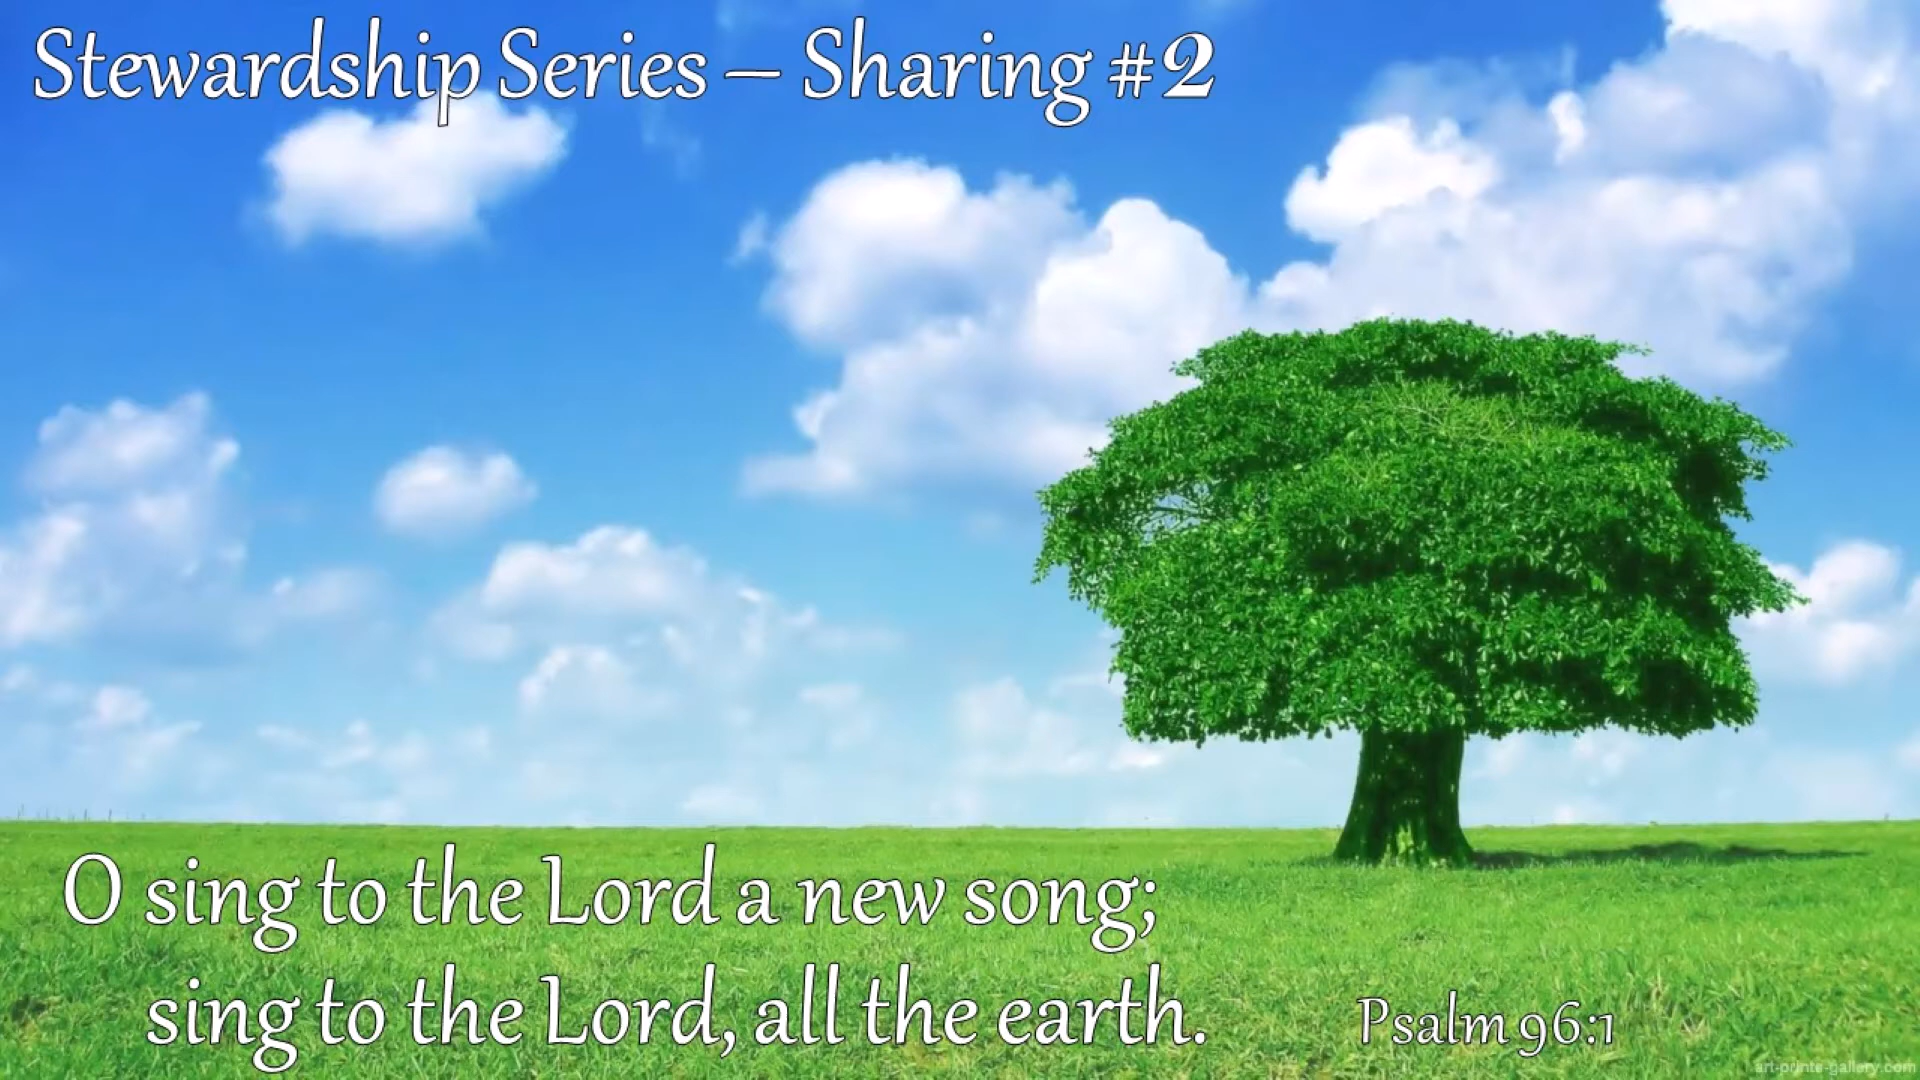 Stewardship Series – Sharing #2
O sing to the Lord a new song;
sing to the Lord, all the earth.
Psalm 96:1
art-prints-gallery.com